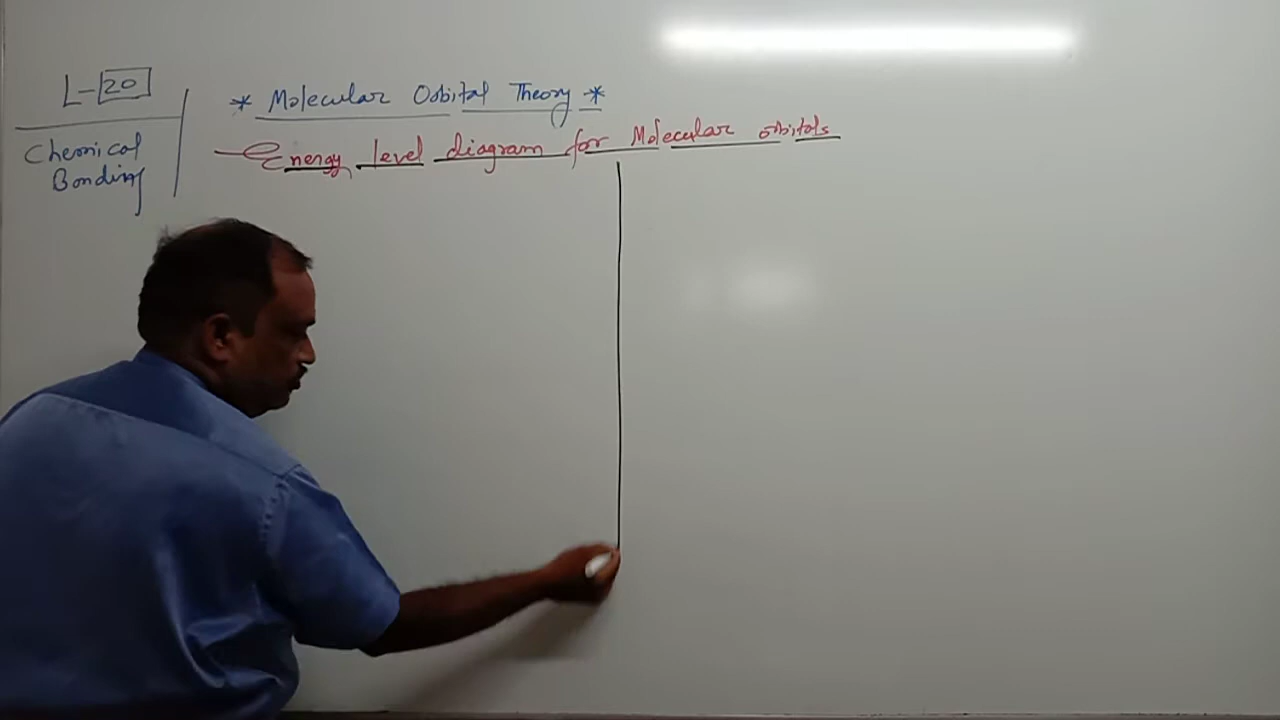 L-20
Chemical
Bonding
* Molecular Orbital Theory *
Energy level diagram for Molecular orbitals